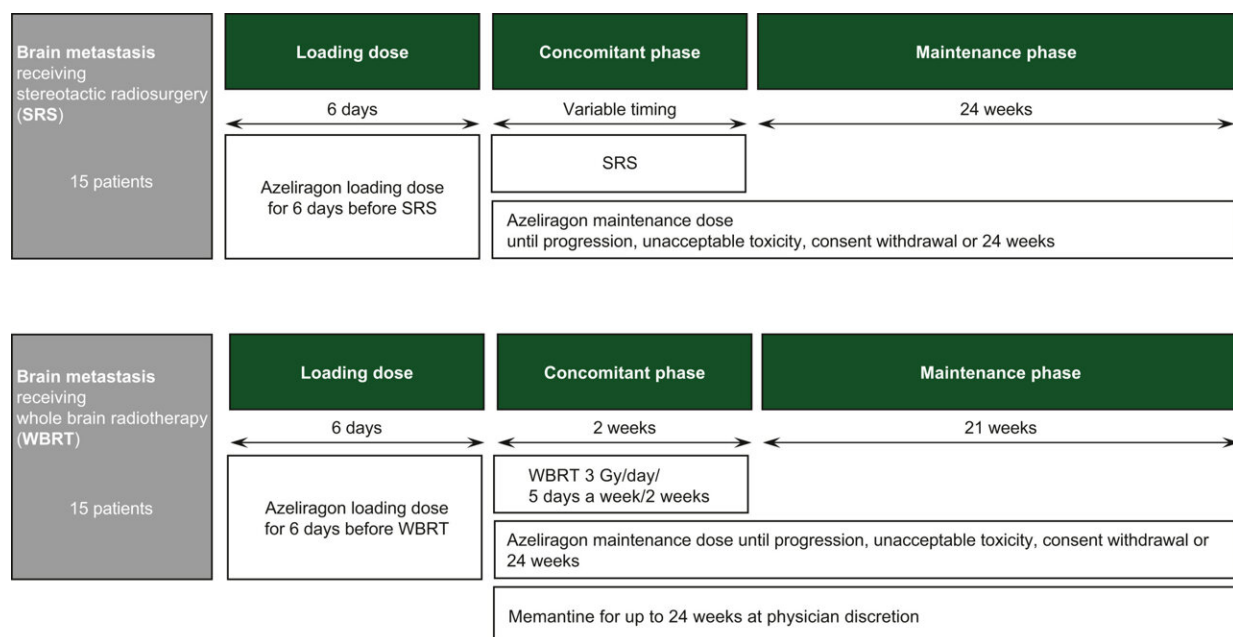 Brain metastasis
receiving
stereotactic radiosurgery
(SRS)
15 patients
Loading dose
Concomitant phase
Maintenance phase
6 days
Variable timing
24 weeks
Azeliragon loading dose
for 6 days before SRS
SRS
Azeliragon maintenance dose
until progression, unacceptable toxicity, consent withdrawal or 24 weeks
Brain metastasis
receiving
whole brain radiotherapy
(WBRT)
15 patients
Loading dose
Concomitant phase
Maintenance phase
6 days
2 weeks
21 weeks
Azeliragon loading dose
for 6 days before WBRT
WBRT 3 Gy/day/
5 days a week/2 weeks
Azeliragon maintenance dose until progression, unacceptable toxicity, consent withdrawal or
24 weeks
Memantine for up to 24 weeks at physician discretion